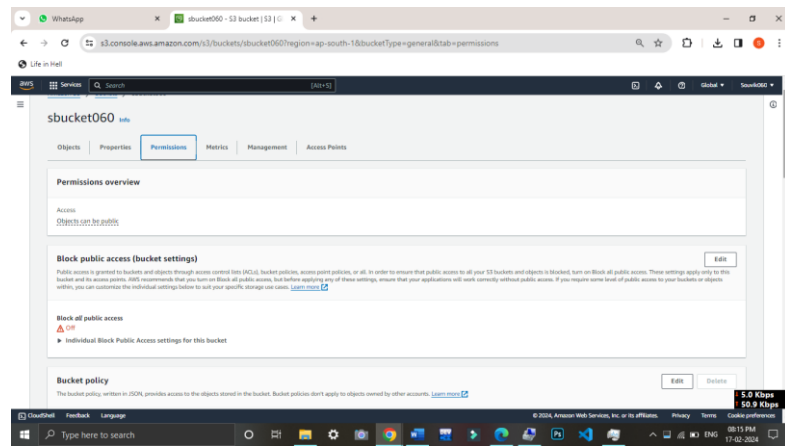 WhatsApp
sbucket060 - S3 bucket | S3 | G
s3.console.aws.amazon.com/s3/buckets/sbucket060?region=ap-south-1&bucketType=general&tab=permissions
Life in Hell
aws Services Search [Alt+S] Global Souvik060
sbucket060 Info
Objects Properties Permissions Metrics Management Access Points
Permissions overview
Access
Objects can be public
Block public access (bucket settings) Edit
Public access is granted to buckets and objects through access control lists (ACLs), bucket policies, access point policies, or all. In order to ensure that public access to all your S3 buckets and objects is blocked, turn on Block all public access. These settings apply only to this
bucket and its access points. AWS recommends that you turn on Block all public access, but before applying any of these settings, ensure that your applications will work correctly without public access. If you require some level of public access to your buckets or objects
within, you can customize the individual settings below to suit your specific storage use cases. Learn more
Block all public access
Off
Individual Block Public Access settings for this bucket
Bucket policy Edit Delete
The bucket policy, written in JSON, provides access to the objects stored in the bucket. Bucket policies don't apply to objects owned by other accounts. Learn more
5.0 Kbps
50.9 Kbps
CloudShell Feedback Language © 2024, Amazon Web Services, Inc. or its affiliates. Privacy Terms Cookie preferences
Type here to search
ENG
08:15 PM
17-02-2024